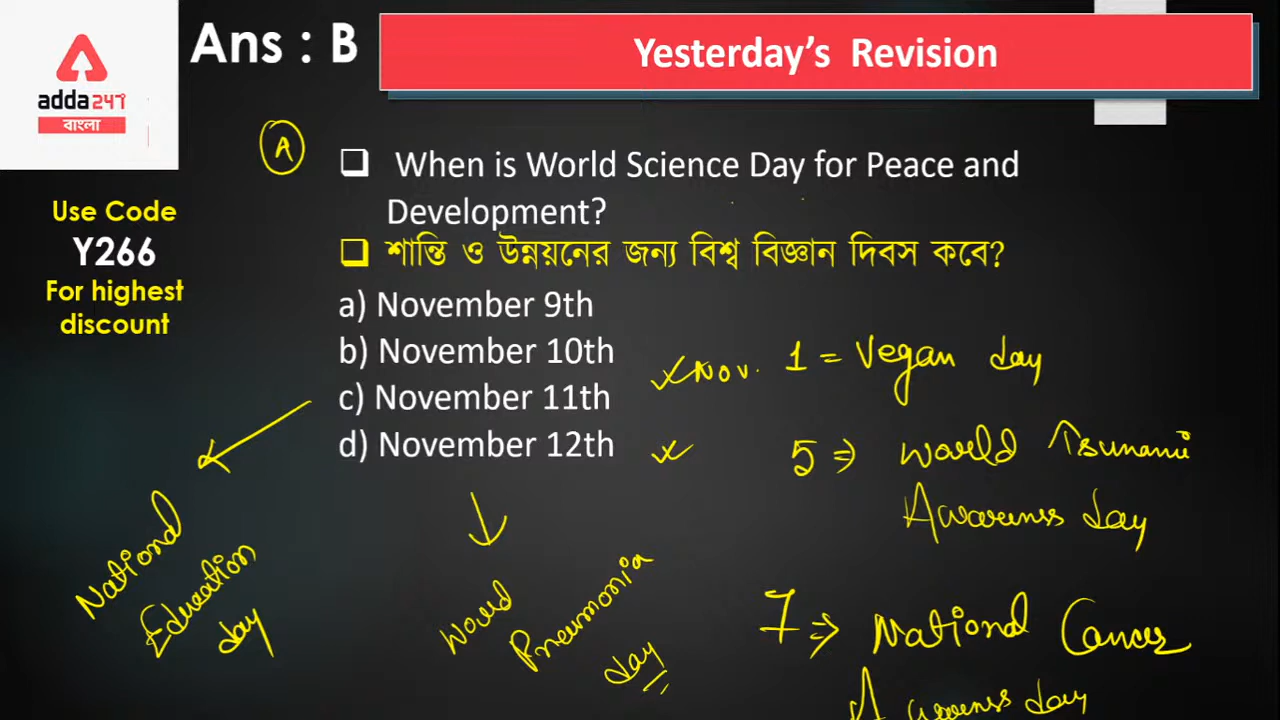 Ans : B
Yesterday's Revision
adda247
বাংলা
Use Code
Y266
For highest
discount
A
When is World Science Day for Peace and
Development?
শান্তি ও উন্নয়নের জন্য বিশ্ব বিজ্ঞান দিবস কবে?
a) November 9th
b) November 10th
c) November 11th
d) November 12th
Nov. 1 = Vegan day
5 ⇒ World Tsunami
Awareness day
7 ⇒ National Cancer
Awareness day
National
Education
day
World
Pneumonia
day